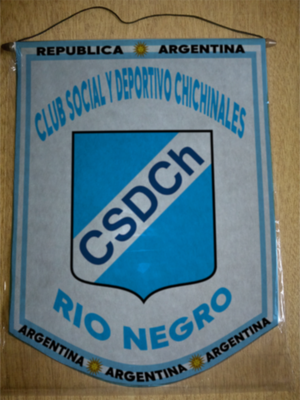 REPUBLICA ARGENTINA
CLUB SOCIAL Y DEPORTIVO CHICHINALES
CSDCh
RIO NEGRO
ARGENTINA ARGENTINA ARGENTINA